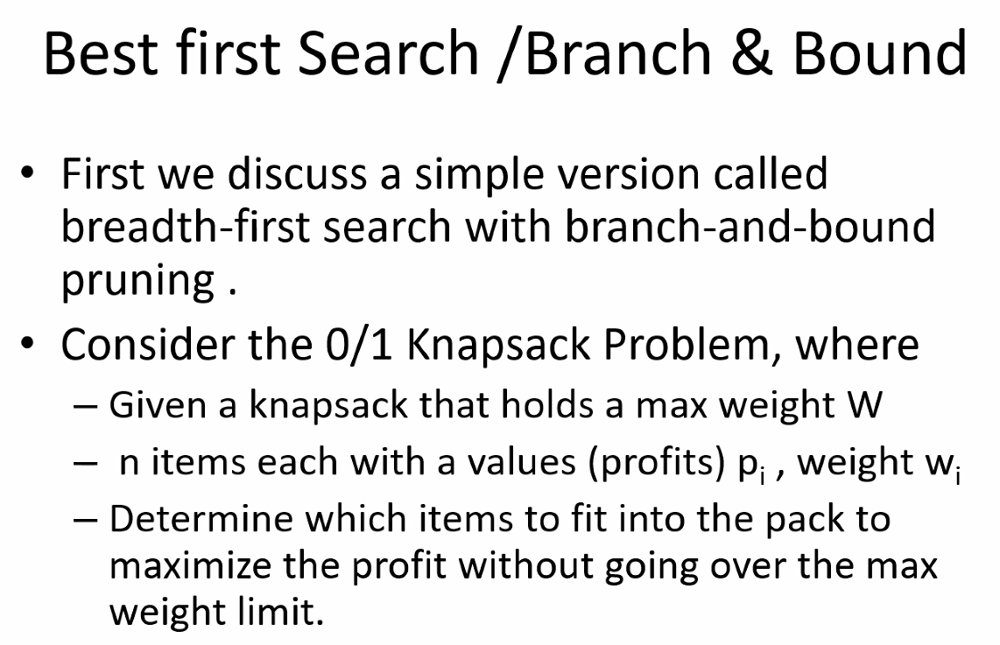 Best first Search /Branch & Bound
• First we discuss a simple version called
breadth-first search with branch-and-bound
pruning .
• Consider the 0/1 Knapsack Problem, where
– Given a knapsack that holds a max weight W
– n items each with a values (profits) pi , weight wi
– Determine which items to fit into the pack to
maximize the profit without going over the max
weight limit.